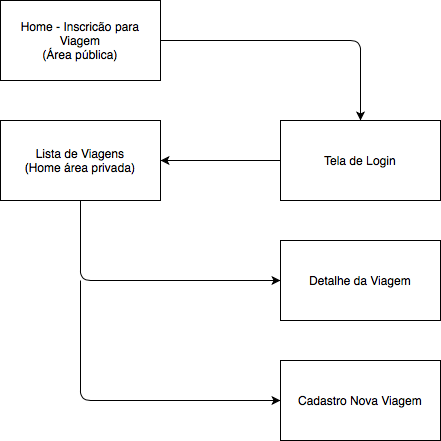 Home - Inscricão para
Viagem
(Área pública)
Lista de Viagens
(Home área privada)
Tela de Login
Detalhe da Viagem
Cadastro Nova Viagem